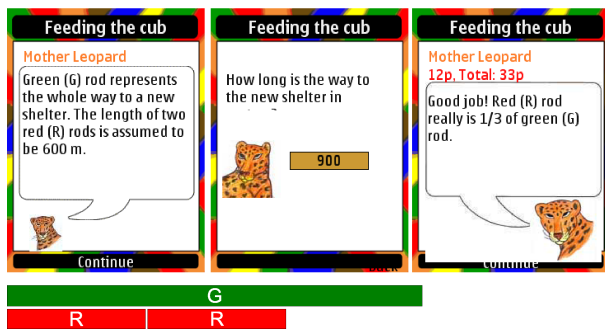 Feeding the cub
Mother Leopard
Green (G) rod represents
the whole way to a new
shelter. The length of two
red (R) rods is assumed to
be 600 m.
Continue
Feeding the cub
How long is the way to
the new shelter in
900
Feeding the cub
Mother Leopard
12p, Total: 33p
Good job! Red (R) rod
really is 1/3 of green (G)
rod.
Continue
G
R R